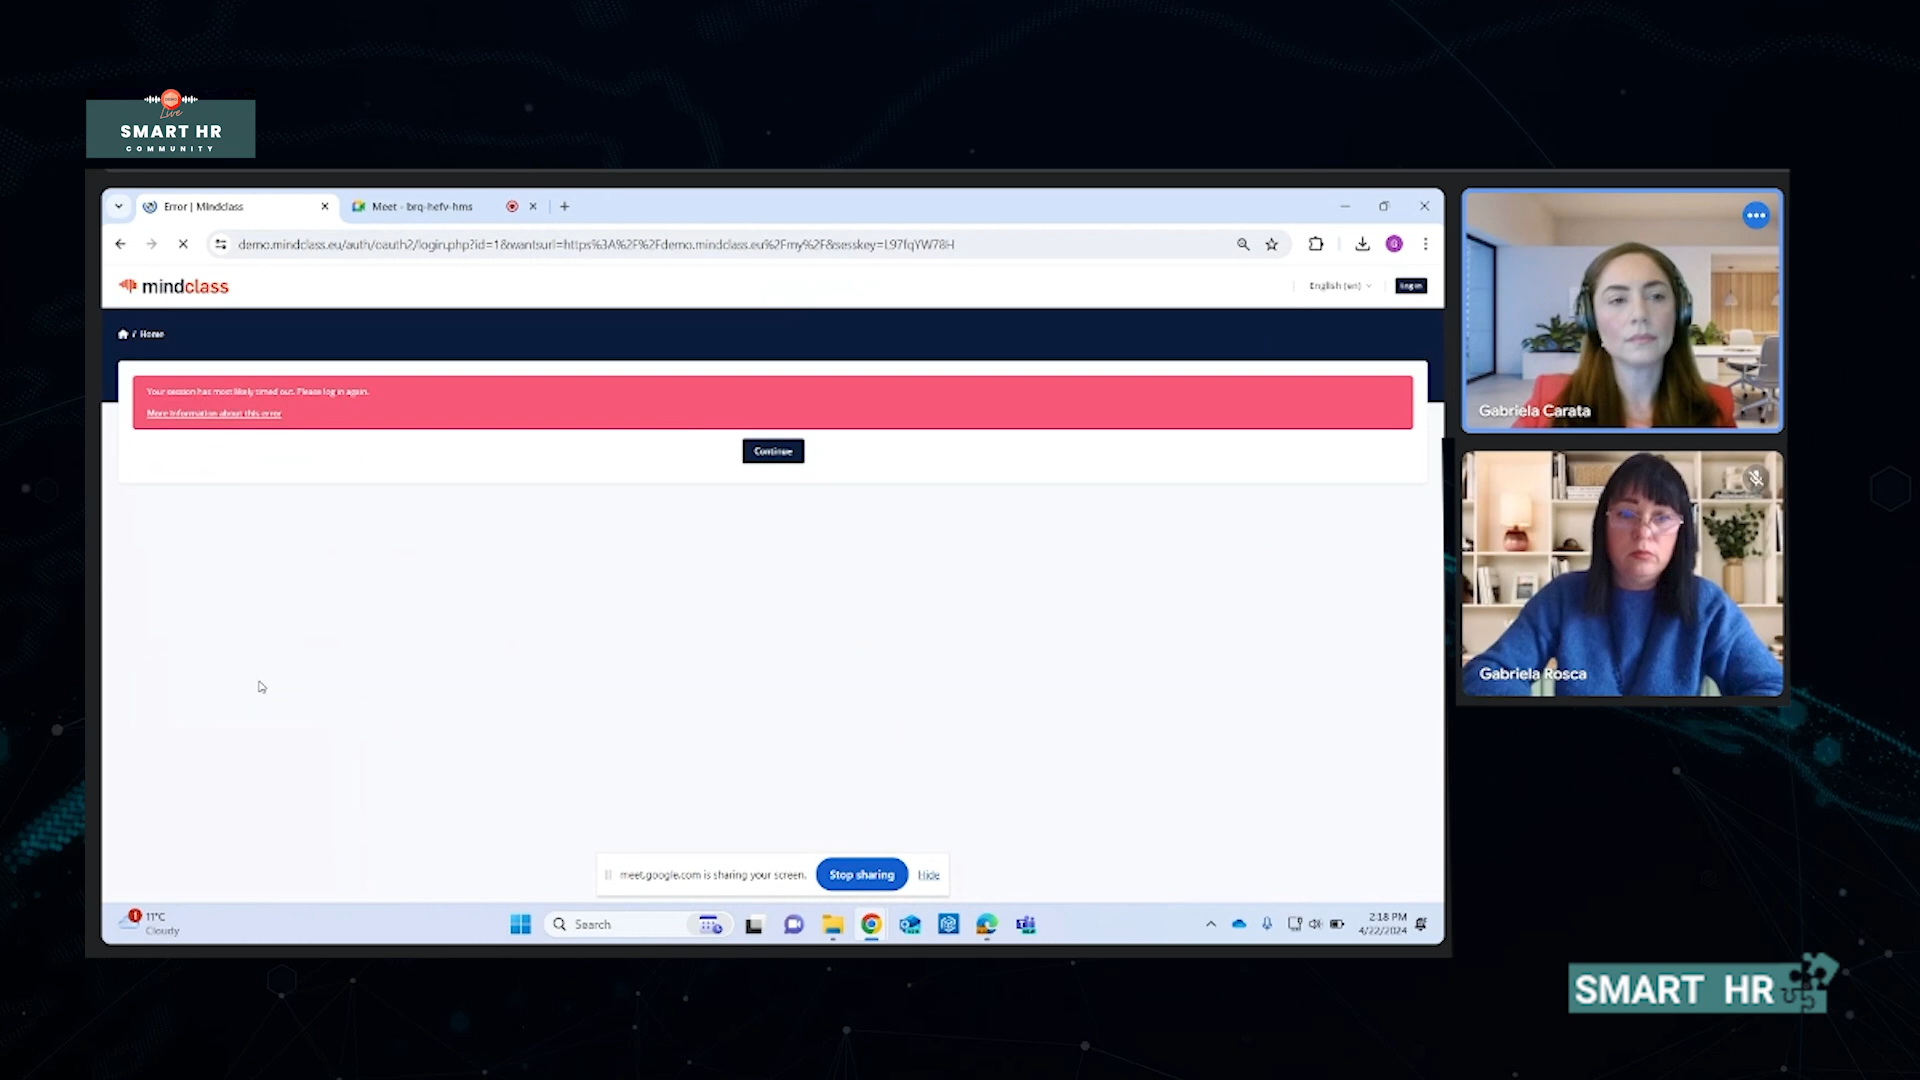 Live
SMART HR
COMMUNITY
Error | Mindclass
Meet - brq-hefv-hms
demo.mindclass.eu/auth/oauth2/login.php?id=1&wantsurl=https%3A%2F%2Fdemo.mindclass.eu%2Fmy%2F&sesskey=L97fqYW78H
mindclass
English (en)
Log in
/ Home
Your session has most likely timed out. Please log in again.
More information about this error
Continue
Gabriela Carata
Gabriela Rosca
meet.google.com is sharing your screen.
Stop sharing
Hide
1
11°C
Cloudy
Search
2:18 PM
4/22/2024
SMART HR